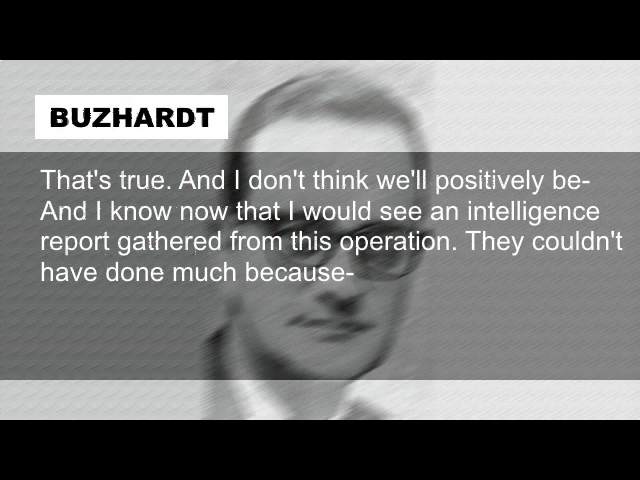 BUZHARDT
That's true. And I don't think we'll positively be-
And I know now that I would see an intelligence
report gathered from this operation. They couldn't
have done much because-